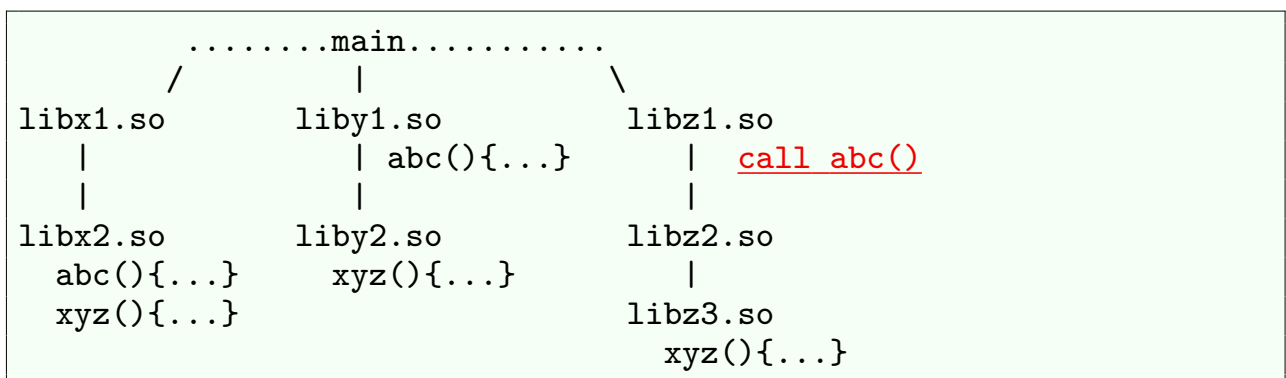 ........main...........
/ | \
libx1.so liby1.so libz1.so
| | abc(){...} | call abc()
| | |
libx2.so liby2.so libz2.so
abc(){...} xyz(){...} |
xyz(){...} libz3.so
xyz(){...}